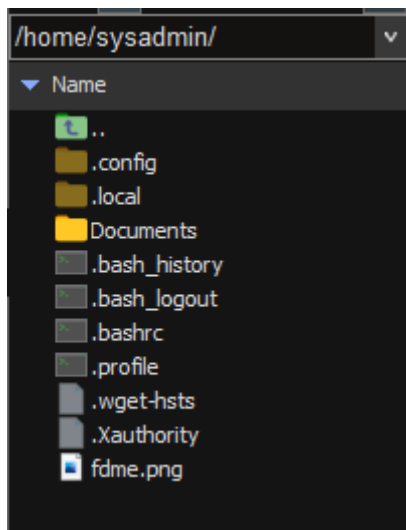 /home/sysadmin/
Name
..
.config
.local
Documents
.bash_history
.bash_logout
.bashrc
.profile
.wget-hsts
.Xauthority
fdme.png